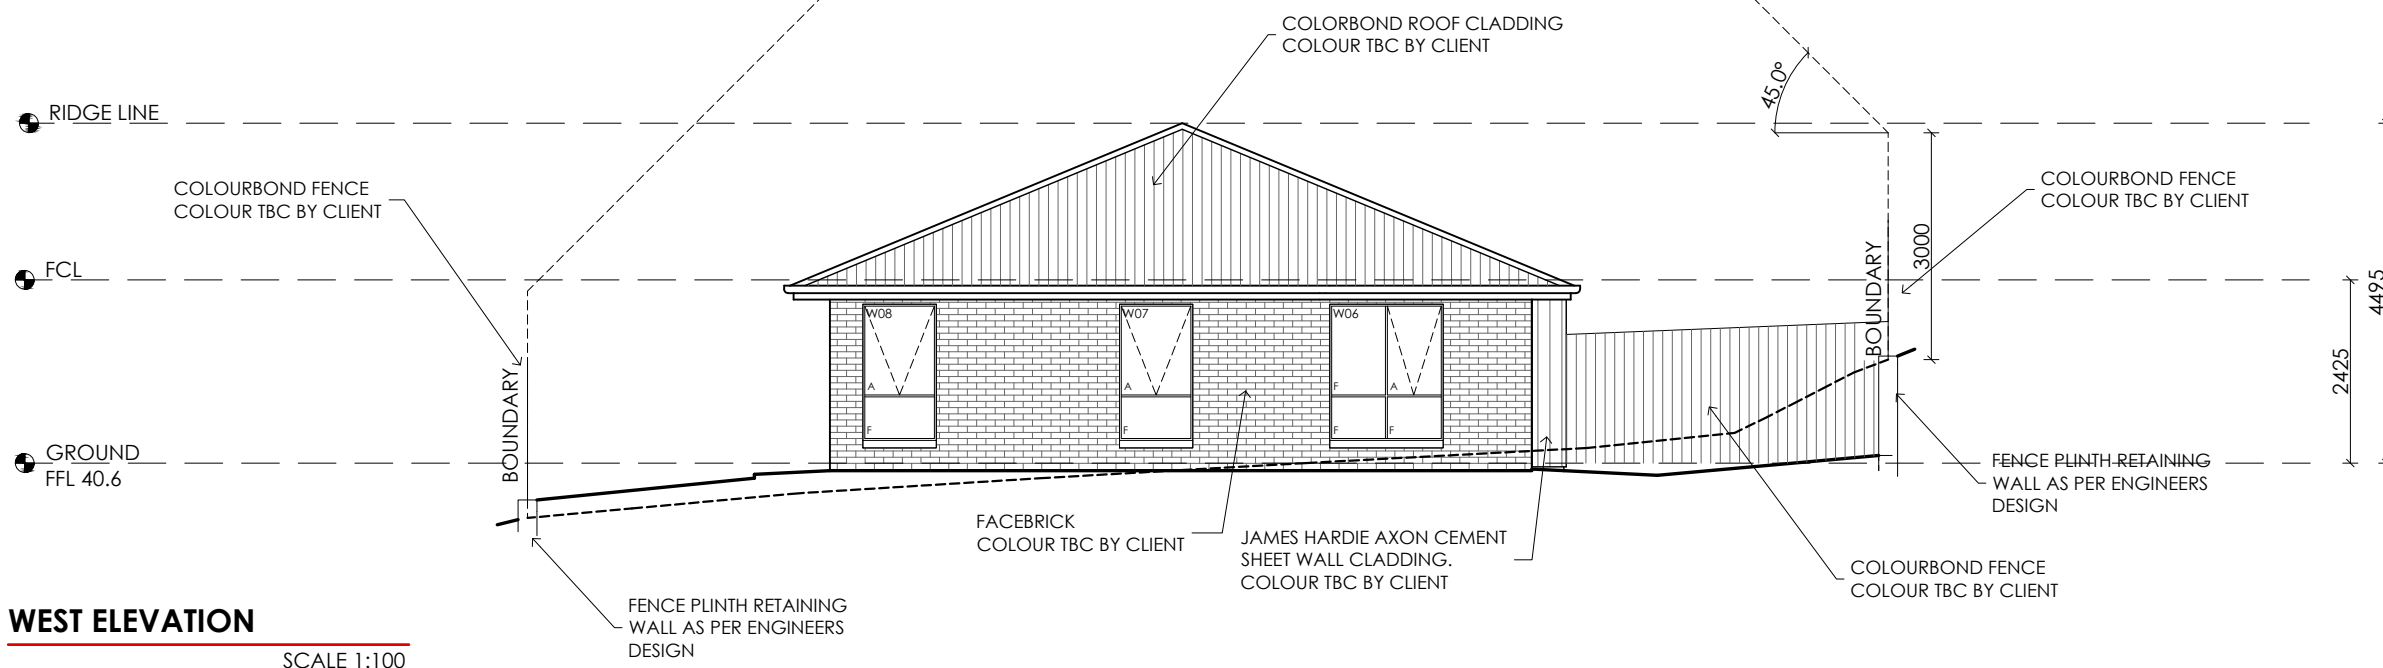 COLORBOND ROOF CLADDING
COLOUR TBC BY CLIENT
45.0°
RIDGE LINE
COLOURBOND FENCE
COLOUR TBC BY CLIENT
COLOURBOND FENCE
COLOUR TBC BY CLIENT
3000
BOUNDARY
FCL
4495
2425
W08
W07
W06
A
A
F
A
F
F
F
F
BOUNDARY
GROUND
FFL 40.6
FENCE PLINTH RETAINING
WALL AS PER ENGINEERS
DESIGN
FACEBRICK
COLOUR TBC BY CLIENT
JAMES HARDIE AXON CEMENT
SHEET WALL CLADDING.
COLOUR TBC BY CLIENT
COLOURBOND FENCE
COLOUR TBC BY CLIENT
FENCE PLINTH RETAINING
WALL AS PER ENGINEERS
DESIGN
WEST ELEVATION
SCALE 1:100